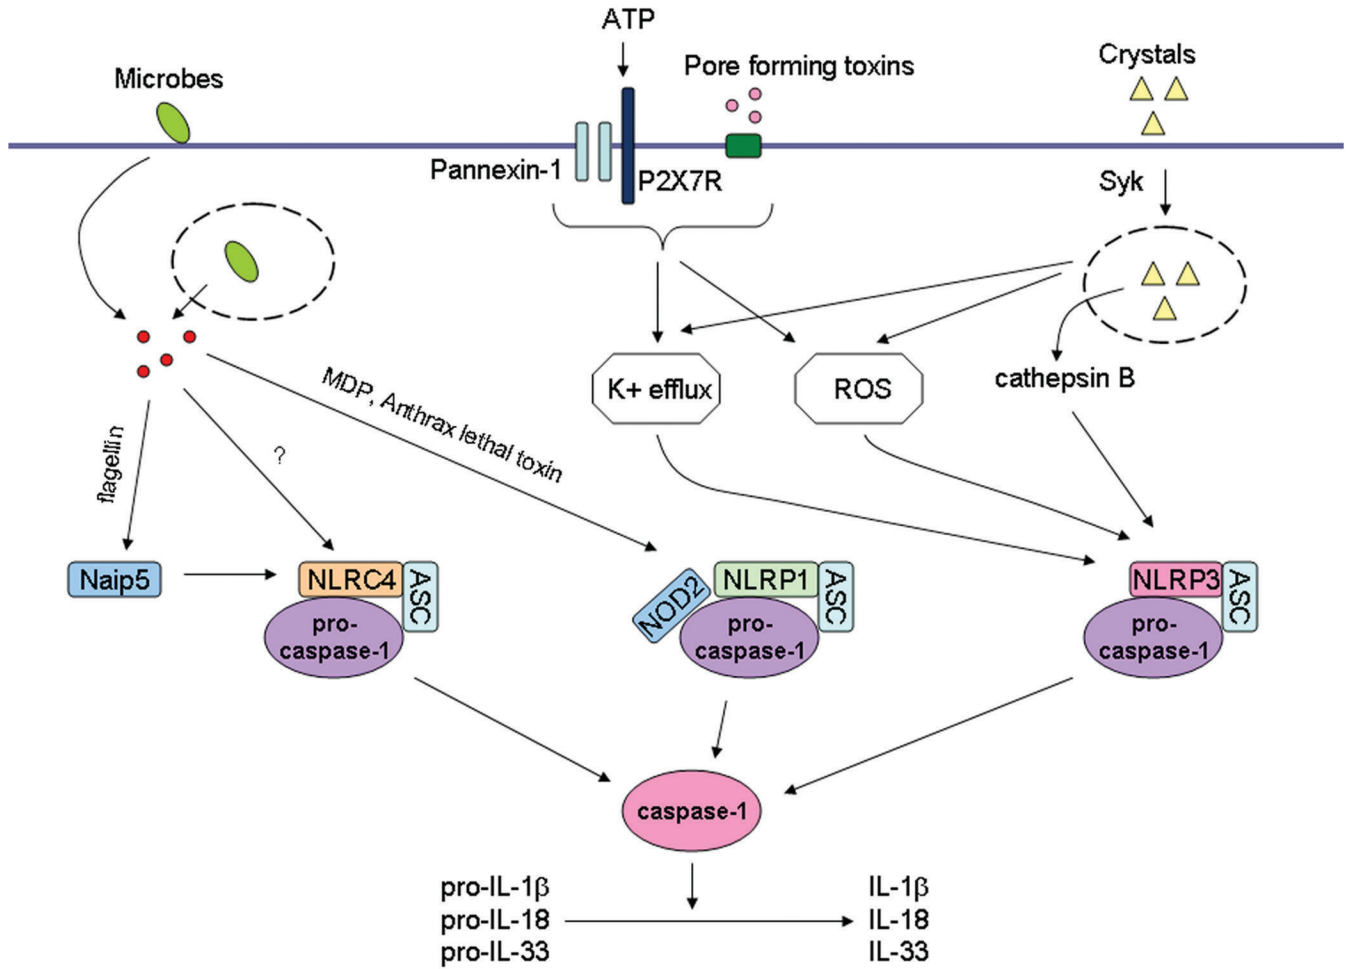 ATP
Microbes
Pore forming toxins
Crystals
Pannexin-1
P2X7R
Syk
MDP, Anthrax lethal toxin
K+ efflux
ROS
cathepsin B
flagellin
?
Naip5
NLRC4
ASC
pro-
caspase-1
NOD2
NLRP1
ASC
pro-
caspase-1
NLRP3
ASC
pro-
caspase-1
caspase-1
pro-IL-1β
IL-1β
pro-IL-18
IL-18
pro-IL-33
IL-33